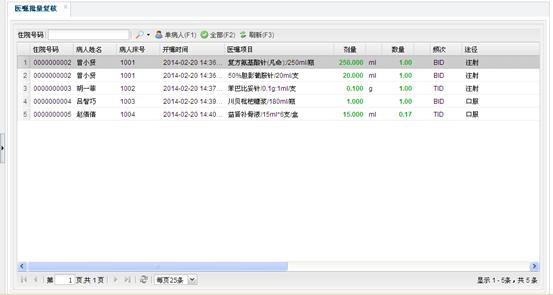 医嘱批量复核
住院号码 单病人(F1) 全部(F2) 刷新(F3)
住院号码 病人姓名 病人床号 开嘱时间 医嘱项目 剂量 数量 频次 途径
1 0000000002 曾小贤 1001 2014-02-20 14:36... 复方氨基酸针(凡命)/250ml/瓶 250.000 ml 1.00 BID 注射
2 0000000002 曾小贤 1001 2014-02-20 14:36... 50%胆影葡胺针/20ml/支 20.000 ml 1.00 BID 注射
3 0000000003 胡一菲 1002 2014-02-20 14:37... 苯巴比妥针/0.1g:1ml/支 0.100 g 1.00 TID 注射
4 0000000004 吕智巧 1003 2014-02-20 14:38... 川贝枇杷糖浆/180ml/瓶 1.000 1.00 BID 口服
5 0000000005 赵倩倩 1004 2014-02-20 14:40... 益肾补骨液/15ml*6支/盒 15.000 ml 0.17 TID 口服
第 1 页共 1 页 每页25条 显示 1 - 5条，共 5 条